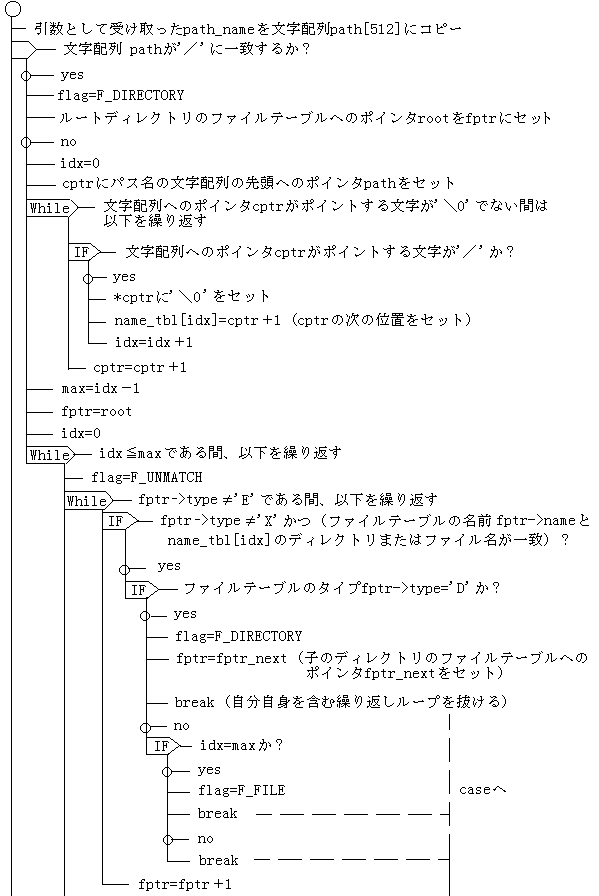 引数として受け取ったpath_nameを文字配列path[512]にコピー
文字配列 pathが'／'に一致するか？
yes
flag=F_DIRECTORY
ルートディレクトリのファイルテーブルへのポインタrootをfptrにセット
no
idx=0
cptrにパス名の文字配列の先頭へのポインタpathをセット
While 文字配列へのポインタcptrがポイントする文字が'＼0'でない間は
以下を繰り返す
IF 文字配列へのポインタcptrがポイントする文字が'／'か？
yes
*cptrに'＼0'をセット
name_tbl[idx]=cptr＋1（cptrの次の位置をセット）
idx=idx＋1
cptr=cptr＋1
max=idx－1
fptr=root
idx=0
While idx≦maxである間、以下を繰り返す
flag=F_UNMATCH
While fptr->type≠'E'である間、以下を繰り返す
IF fptr->type≠'X'かつ（ファイルテーブルの名前fptr->nameと
name_tbl[idx]のディレクトリまたはファイル名が一致）？
yes
IF ファイルテーブルのタイプfptr->type='D'か？
yes
flag=F_DIRECTORY
fptr=fptr_next（子のディレクトリのファイルテーブルへの
ポインタfptr_nextをセット）
break（自分自身を含む繰り返しループを抜ける）
no
IF idx=maxか？
yes
flag=F_FILE
caseへ
break
no
break
fptr=fptr＋1